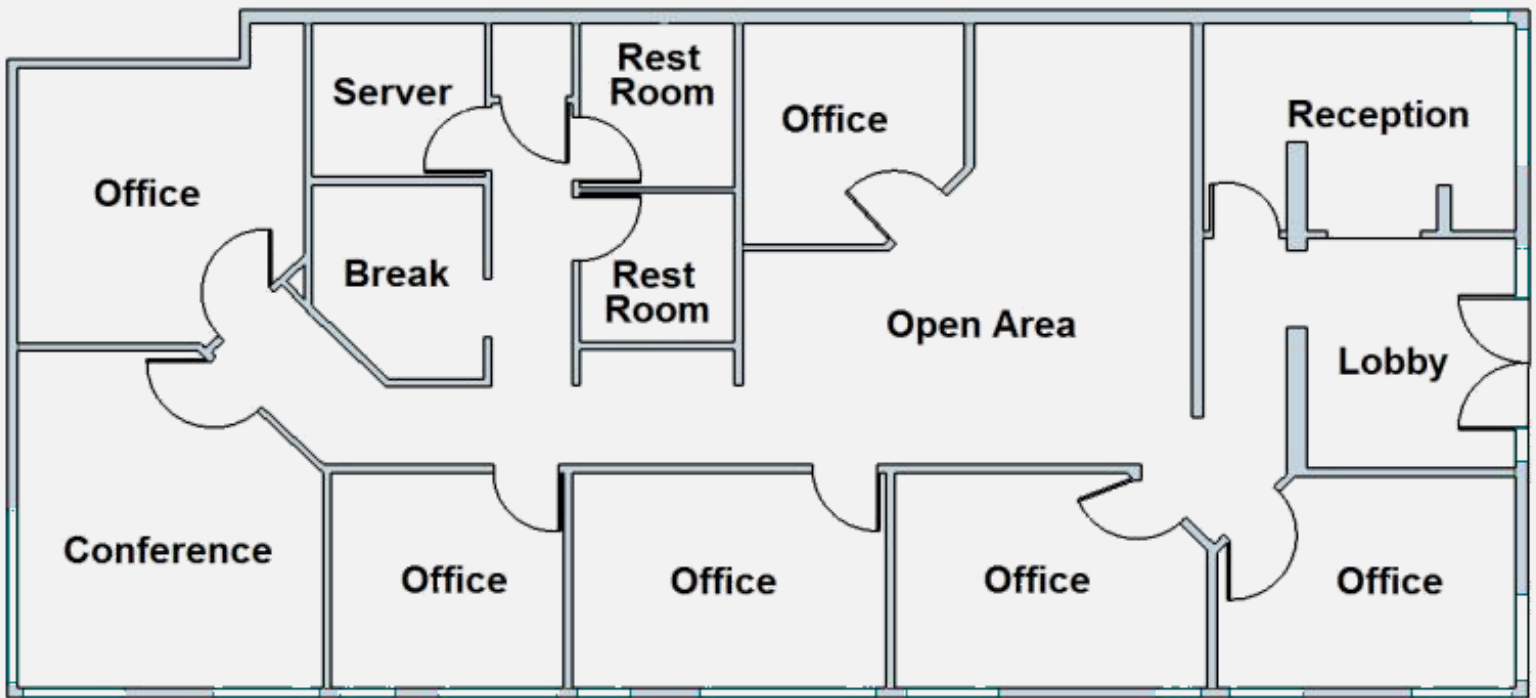 Rest
Room
Server
Office
Reception
Office
Break
Rest
Room
Open Area
Lobby
Conference
Office
Office
Office
Office